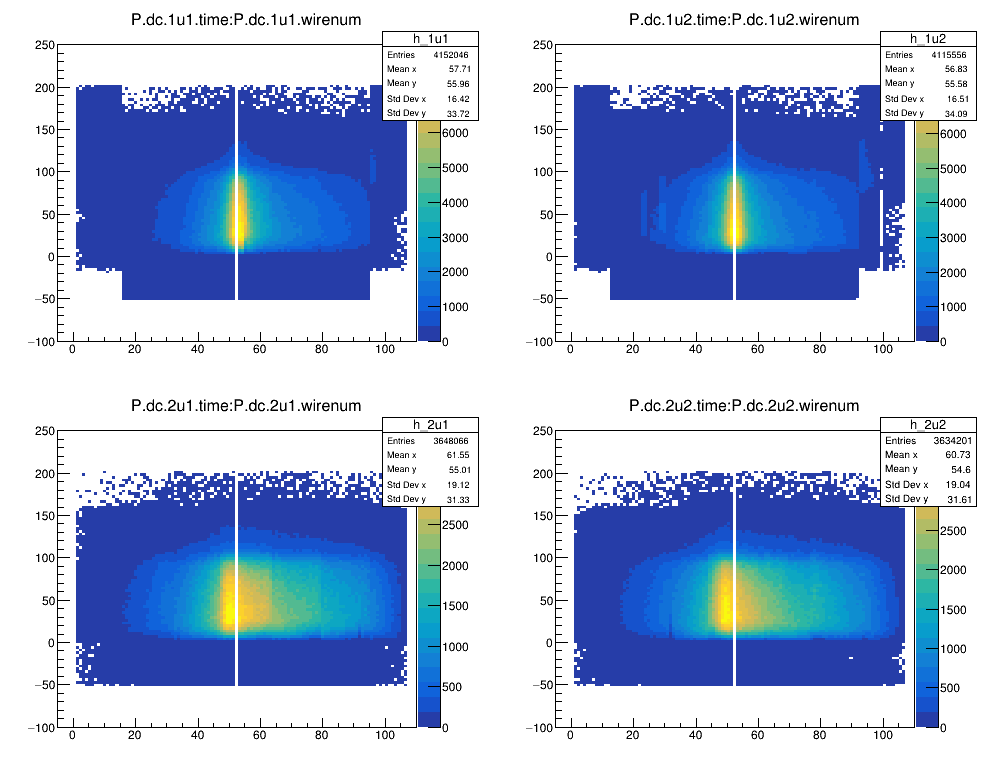 P.dc.1u1.time:P.dc.1u1.wirenum
h_1u1
Entries 4152046
Mean x 57.71
Mean y 55.96
Std Dev x 16.42
Std Dev y 33.72
250
200
150
100
50
0
−50
−100
0 20 40 60 80 100
6000
5000
4000
3000
2000
1000
0
P.dc.1u2.time:P.dc.1u2.wirenum
h_1u2
Entries 4115556
Mean x 56.83
Mean y 55.58
Std Dev x 16.51
Std Dev y 34.09
250
200
150
100
50
0
−50
−100
0 20 40 60 80 100
6000
5000
4000
3000
2000
1000
0
P.dc.2u1.time:P.dc.2u1.wirenum
h_2u1
Entries 3648066
Mean x 61.55
Mean y 55.01
Std Dev x 19.12
Std Dev y 31.33
250
200
150
100
50
0
−50
−100
0 20 40 60 80 100
2500
2000
1500
1000
500
0
P.dc.2u2.time:P.dc.2u2.wirenum
h_2u2
Entries 3634201
Mean x 60.73
Mean y 54.6
Std Dev x 19.04
Std Dev y 31.61
250
200
150
100
50
0
−50
−100
0 20 40 60 80 100
2500
2000
1500
1000
500
0